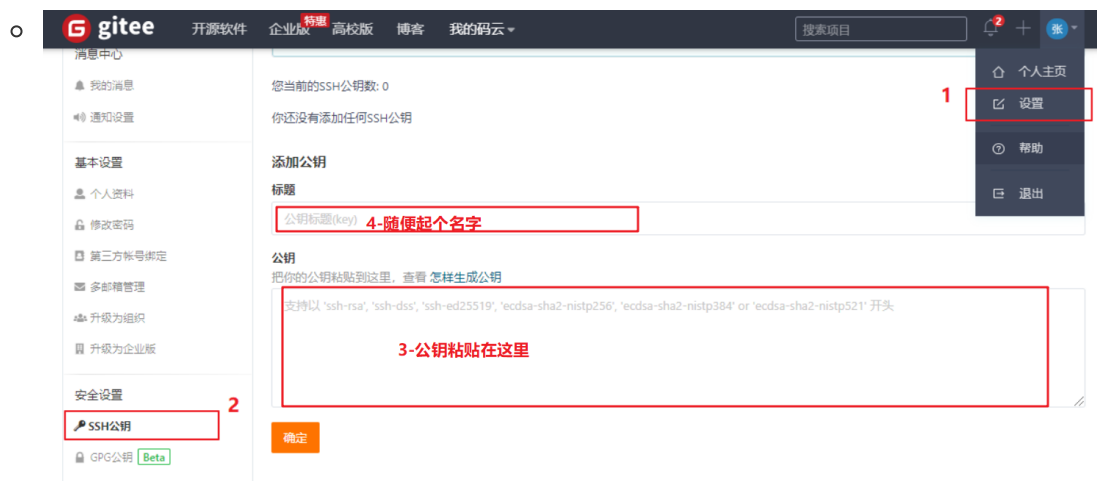 gitee 开源软件 企业版 特惠 高校版 博客 我的码云 搜索项目 2 张
消息中心
个人主页
我的消息
您当前的SSH公钥数: 0
1
设置
通知设置
你还没有添加任何SSH公钥
帮助
基本设置
添加公钥
个人资料
标题
退出
公钥标题(key)
4-随便起个名字
修改密码
第三方帐号绑定
公钥
把你的公钥粘贴到这里，查看 怎样生成公钥
多邮箱管理
支持以 'ssh-rsa', 'ssh-dss', 'ssh-ed25519', 'ecdsa-sha2-nistp256', 'ecdsa-sha2-nistp384' or 'ecdsa-sha2-nistp521' 开头
升级为组织
升级为企业版
3-公钥粘贴在这里
安全设置
2
SSH公钥
确定
GPG公钥 Beta